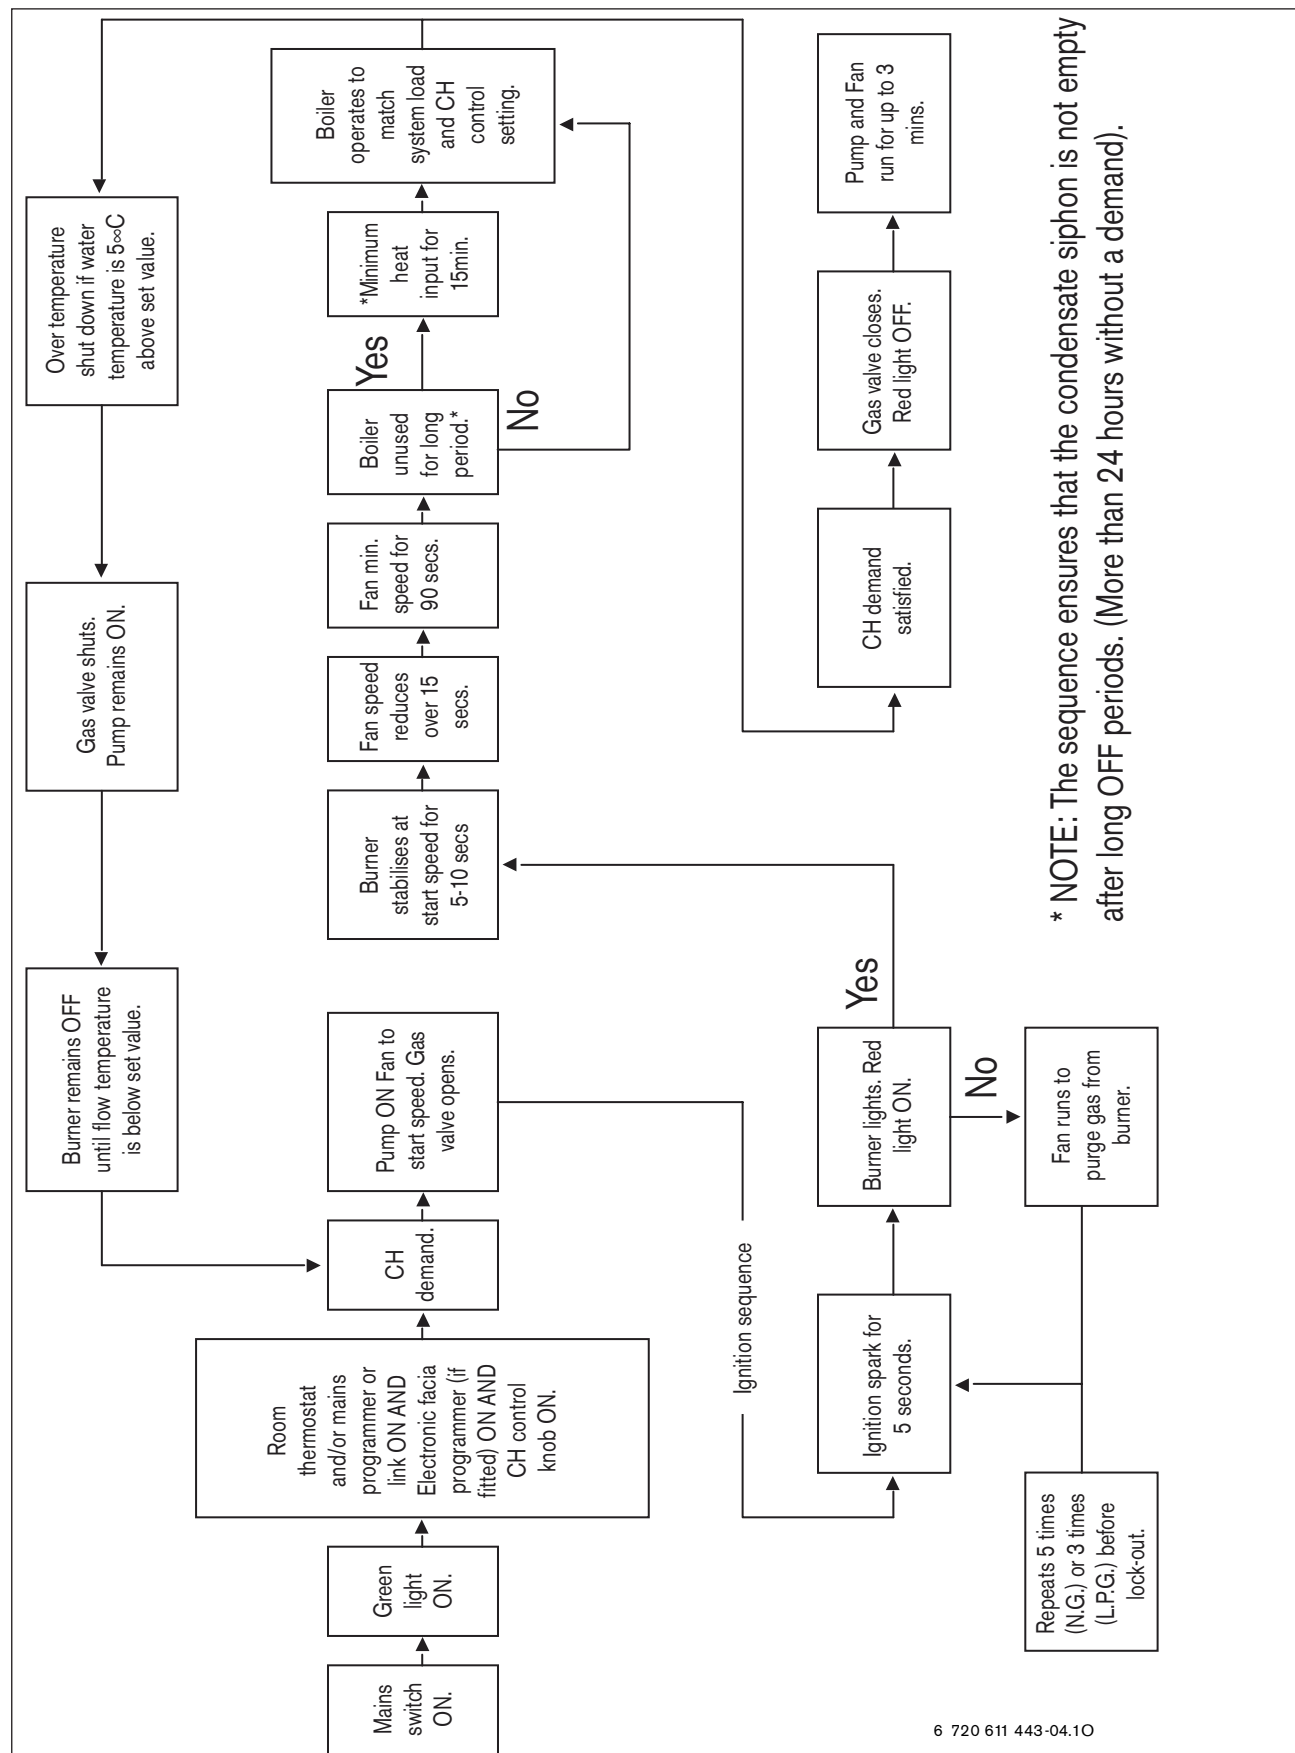 Mains
switch
ON.
Green
light
ON.
Room
thermostat
and/or mains
programmer or
link ON AND
Electronic facia
programmer (if
fitted) ON AND
CH control
knob ON.
CH
demand.
Pump ON Fan to
start speed. Gas
valve opens.
Ignition sequence
Ignition spark for
5 seconds.
Burner lights. Red
light ON.
Yes
No
Fan runs to
purge gas from
burner.
Repeats 5 times
(N.G.) or 3 times
(L.P.G.) before
lock-out.
Burner
stabilises at
start speed for
5-10 secs
Fan speed
reduces
over 15
secs.
Fan min.
speed for
90 secs.
Boiler
unused
for long
period.*
Yes
No
*Minimum
heat
input for
15min.
Boiler
operates to
match
system load
and CH
control
setting.
Over temperature
shut down if water
temperature is 5∞C
above set value.
Gas valve shuts.
Pump remains ON.
Burner remains OFF
until flow temperature
is below set value.
CH demand
satisfied.
Gas valve closes.
Red light OFF.
Pump and Fan
run for up to 3
mins.
* NOTE: The sequence ensures that the condensate siphon is not empty
after long OFF periods. (More than 24 hours without a demand).
6 720 611 443-04.1O